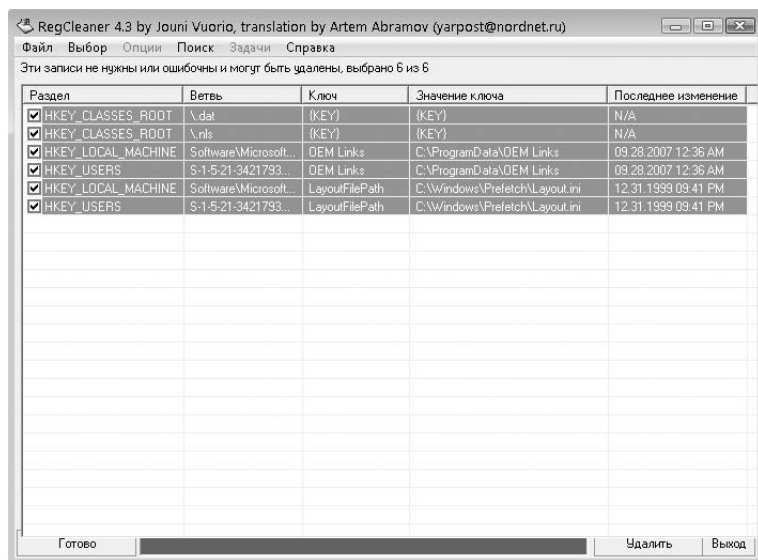 RegCleaner 4.3 by Jouni Vuorio, translation by Artem Abramov (yarpost@nordnet.ru)
Файл Выбор Опции Поиск Задачи Справка
Эти записи не нужны или ошибочны и могут быть удалены, выбрано 6 из 6
Раздел Ветвь Ключ Значение ключа Последнее изменение
HKEY_CLASSES_ROOT \.dat {KEY} {KEY} N/A
HKEY_CLASSES_ROOT \.nls {KEY} {KEY} N/A
HKEY_LOCAL_MACHINE Software\Microsoft... OEM Links C:\ProgramData\OEM Links 09.28.2007 12:36 AM
HKEY_USERS S-1-5-21-3421793... OEM Links C:\ProgramData\OEM Links 09.28.2007 12:36 AM
HKEY_LOCAL_MACHINE Software\Microsoft... LayoutFilePath C:\Windows\Prefetch\Layout.ini 12.31.1999 09:41 PM
HKEY_USERS S-1-5-21-3421793... LayoutFilePath C:\Windows\Prefetch\Layout.ini 12.31.1999 09:41 PM
Готово Удалить Выход